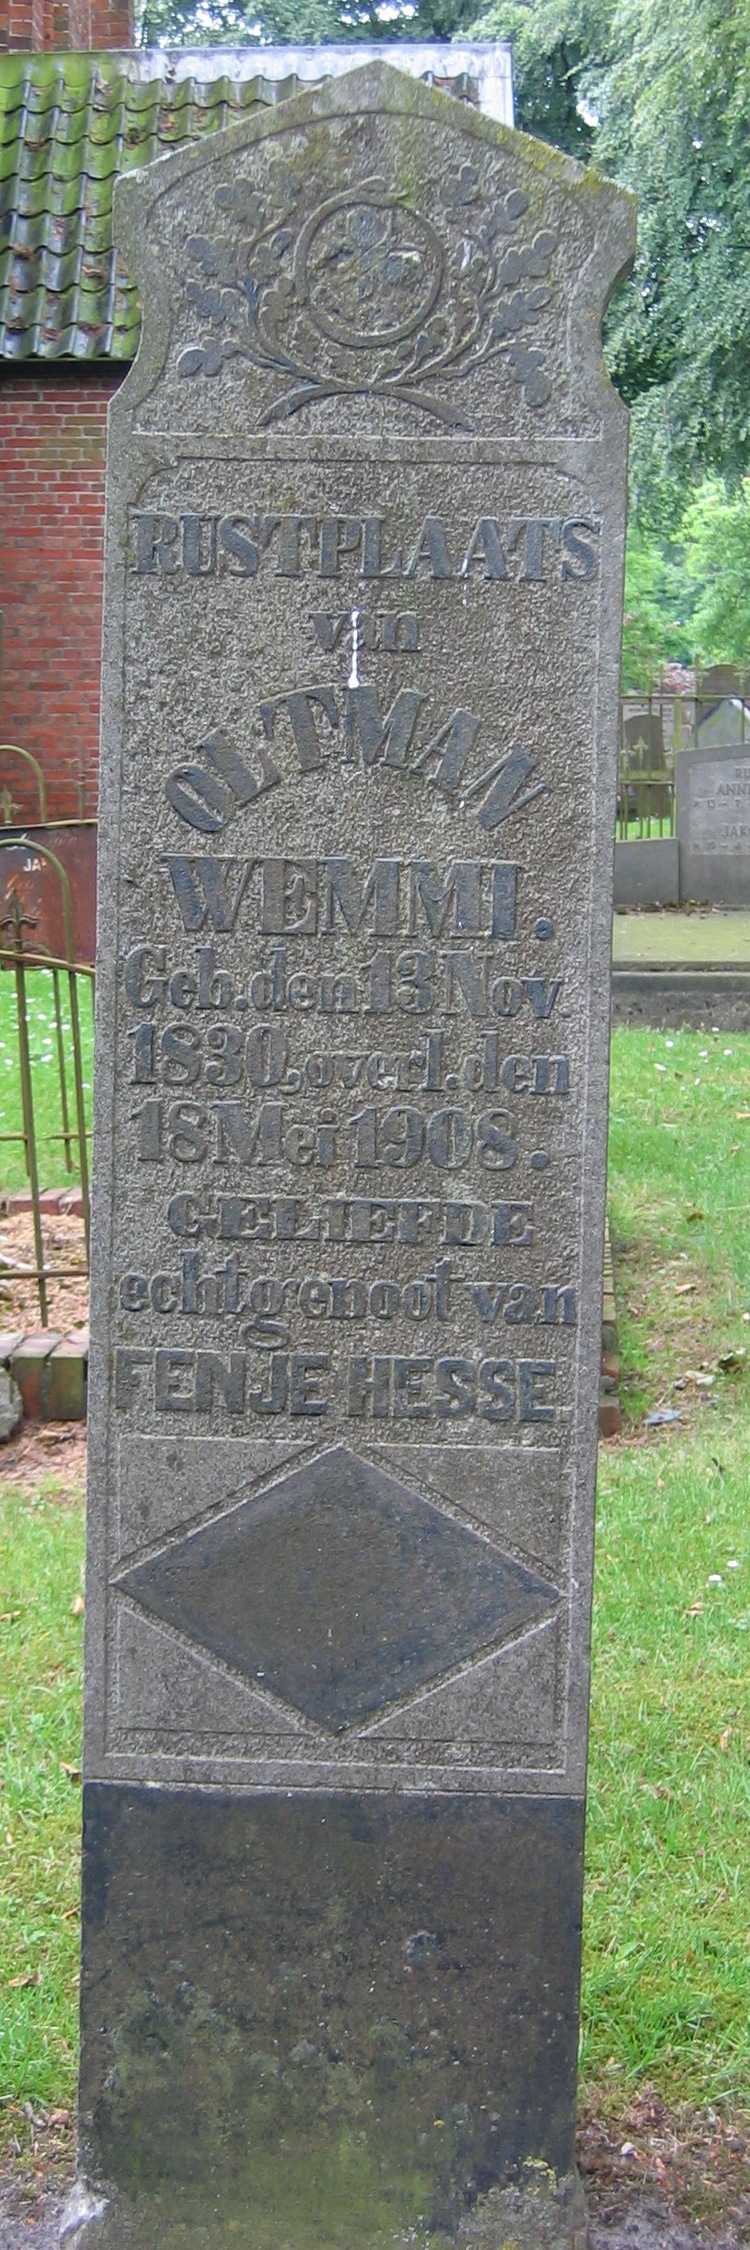 RUSTPLAATS
van
OLTMAN
WEMMI.
Geb. den 13 Nov.
1830, overl. den
18 Mei 1908.
GELIEFDE
echtgenoot van
FENJE HESSE
JA